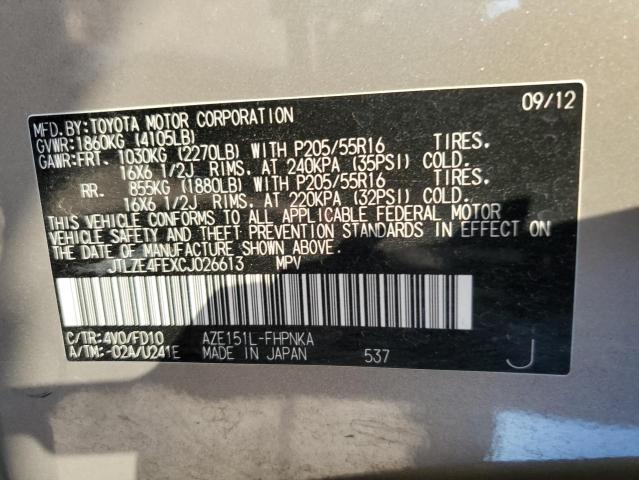 09/12
MFD.BY:TOYOTA MOTOR CORPORATION
GVWR:1860KG (4105LB)
GAWR:FRT. 1030KG (2270LB) WITH P205/55R16 TIRES.
16X6 1/2J RIMS. AT 240KPA (35PSI) COLD.
RR. 855KG (1880LB) WITH P205/55R16 TIRES.
16X6 1/2J RIMS. AT 220KPA (32PSI) COLD.
THIS VEHICLE CONFORMS TO ALL APPLICABLE FEDERAL MOTOR
VEHICLE SAFETY AND THEFT PREVENTION STANDARDS IN EFFECT ON
THE DATE OF MANUFACTURE SHOWN ABOVE.
JTLZE4FEXCJ026613 MPV
C/TR:4V0/FD10 AZE151L-FHPNKA
A/TM:-02A/U241E MADE IN JAPAN 537 J